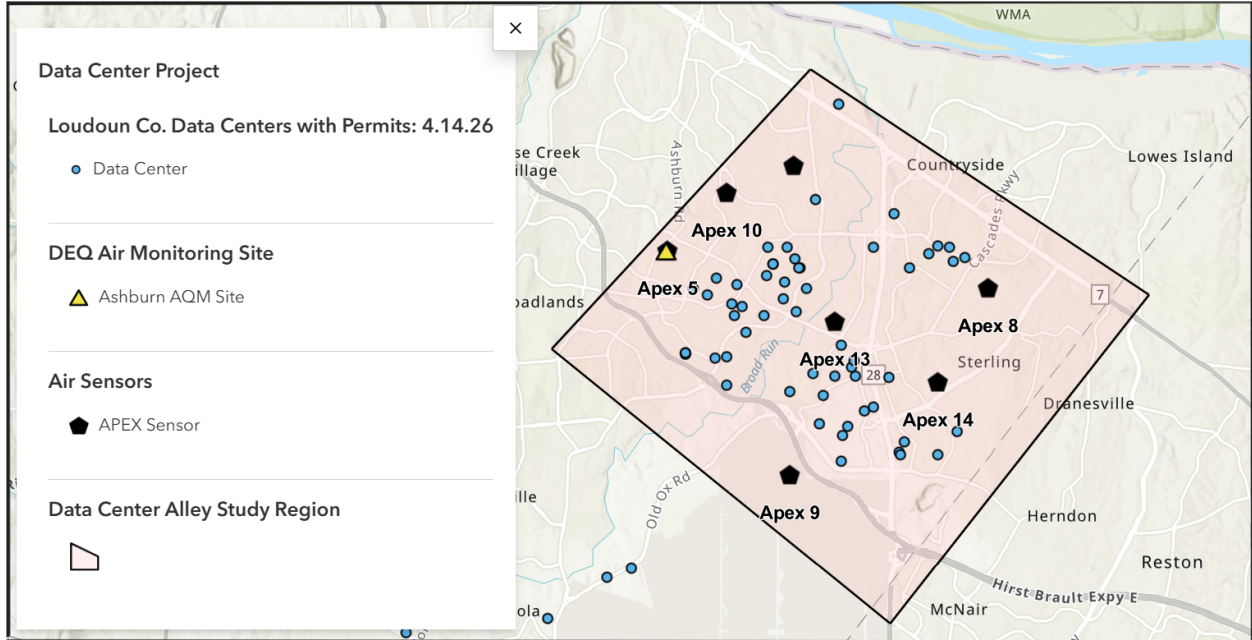 ×
Data Center Project
Loudoun Co. Data Centers with Permits: 4.14.26
Data Center
DEQ Air Monitoring Site
Ashburn AQM Site
Air Sensors
APEX Sensor
Data Center Alley Study Region
WMA
se Creek
illage
Ashburn Rd
Countryside
Lowes Island
Cascades Pkwy
Apex 10
Apex 5
oadlands
7
Apex 8
Broad Run
Apex 13
28
Sterling
Dranesville
Apex 14
Old Ox Rd
ille
Apex 9
Herndon
Reston
Hirst Brault Expy E
McNair
ola